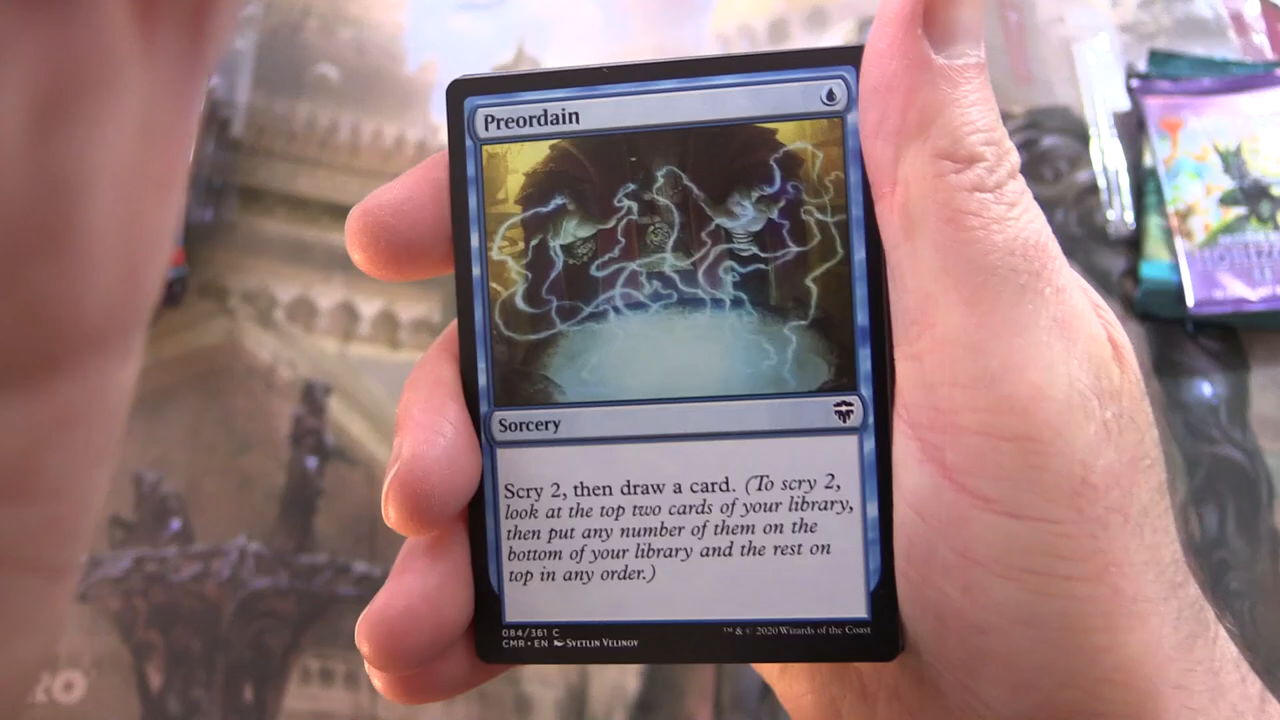 Preordain
Sorcery
Scry 2, then draw a card. (To scry 2,
look at the top two cards of your library,
then put any number of them on the
bottom of your library and the rest on
top in any order.)
084/361 C
CMR • EN Svetlin Velinov
™ & © 2020 Wizards of the Coast